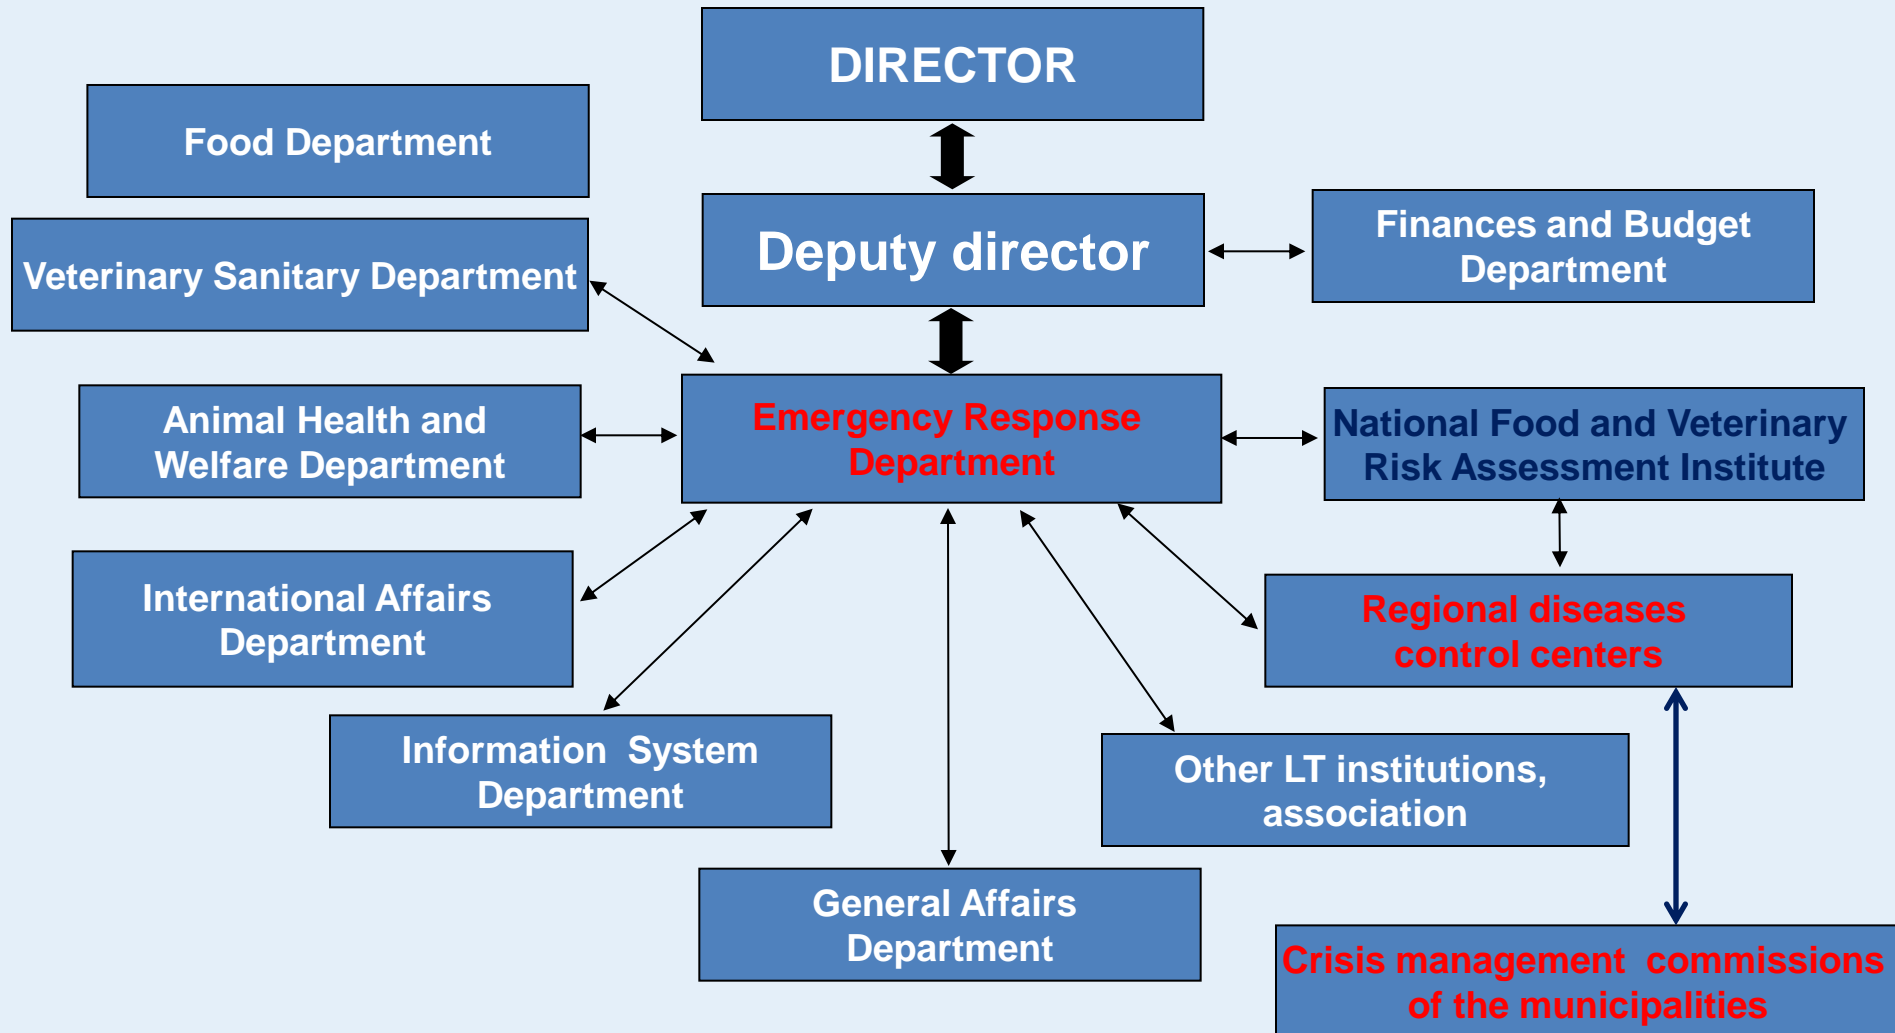 DIRECTOR
Food Department
Deputy director
Finances and Budget
Department
Veterinary Sanitary Department
Animal Health and
Welfare Department
Emergency Response
Department
National Food and Veterinary
Risk Assessment Institute
International Affairs
Department
Regional diseases
control centers
Information System
Department
Other LT institutions,
association
General Affairs
Department
Crisis management commissions
of the municipalities